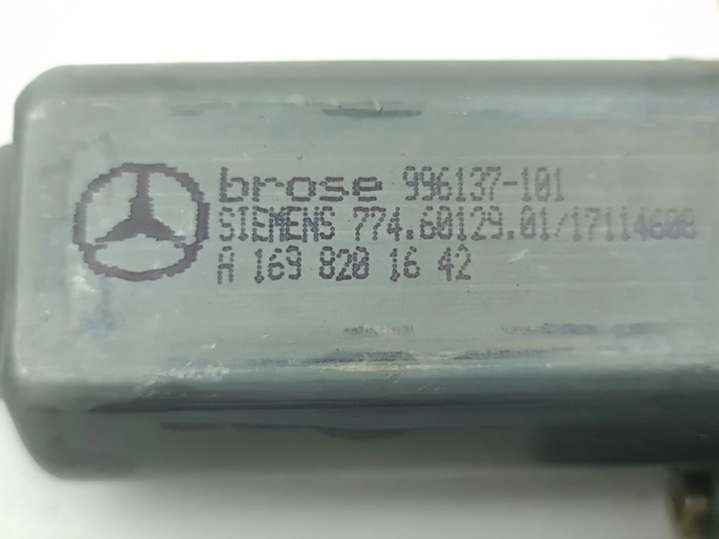 brose 996137-101
SIEMENS 774.60129.01/17114608
A 169 820 16 42